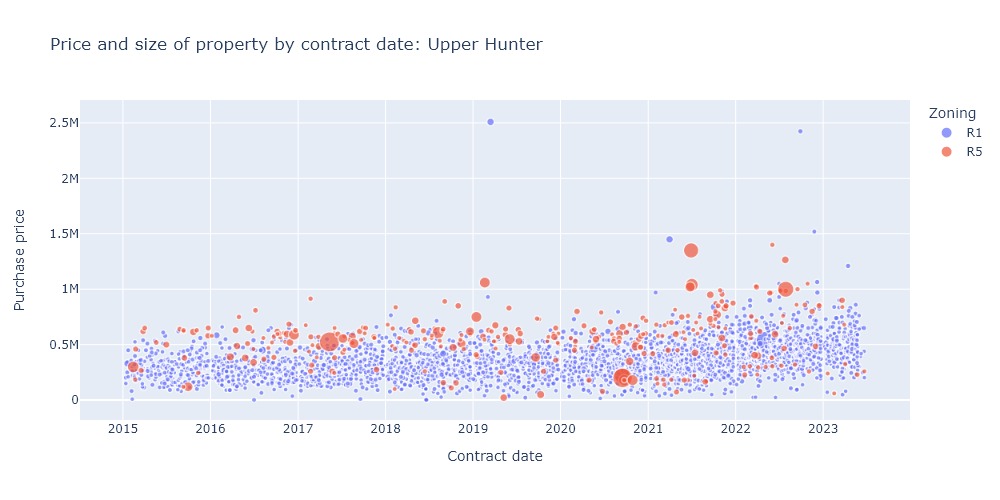 Price and size of property by contract date: Upper Hunter
Zoning
R1
R5
2.5M
2M
1.5M
1M
0.5M
0
Purchase price
2015 2016 2017 2018 2019 2020 2021 2022 2023
Contract date